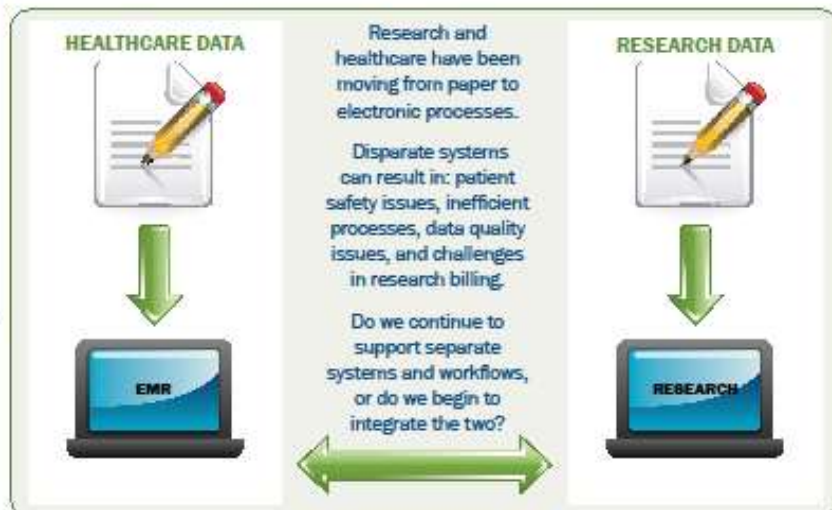 HEALTHCARE DATA
EMR
Research and
healthcare have been
moving from paper to
electronic processes.
Disparate systems
can result in: patient
safety issues, inefficient
processes, data quality
issues, and challenges
in research billing.
Do we continue to
support separate
systems and workflows,
or do we begin to
integrate the two?
RESEARCH DATA
RESEARCH